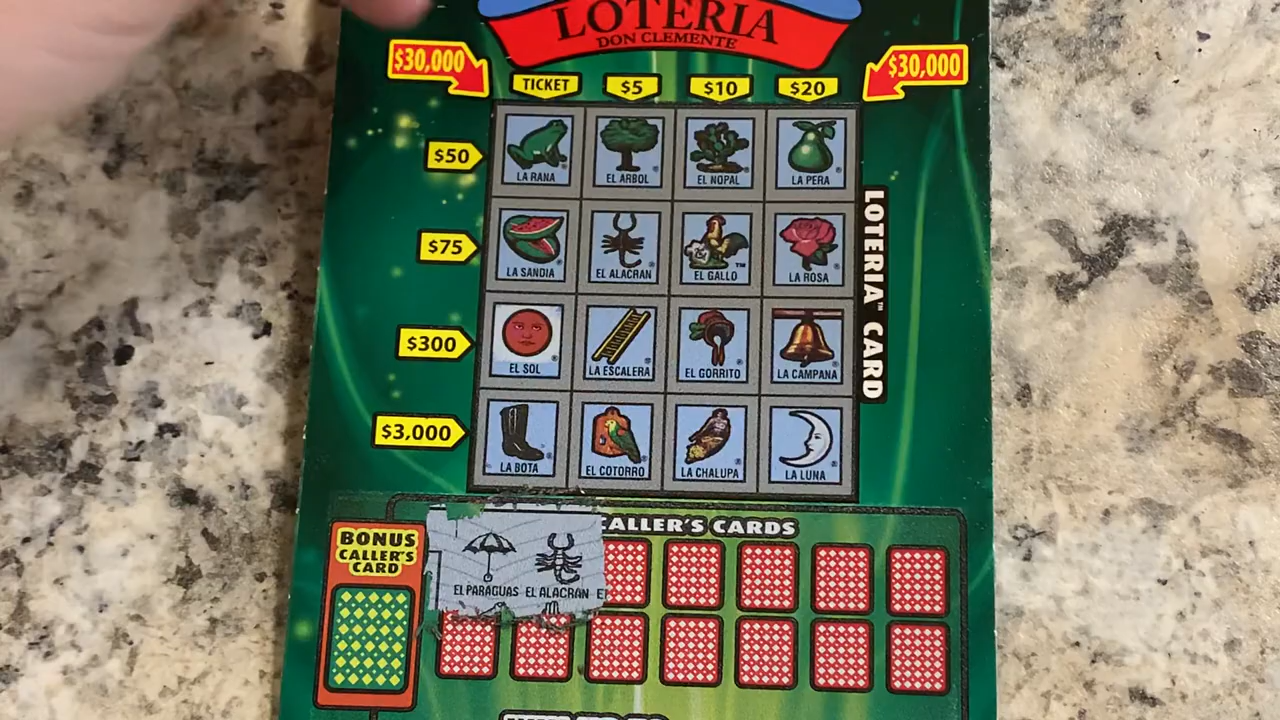 LOTERIA
DON CLEMENTE
$30,000
$30,000
TICKET $5 $10 $20
$50
LA RANA EL ARBOL EL NOPAL LA PERA
$75
LA SANDIA EL ALACRAN EL GALLO LA ROSA
$300
EL SOL LA ESCALERA EL GORRITO LA CAMPANA
$3,000
LA BOTA EL COTORRO LA CHALUPA LA LUNA
LOTERIA™ CARD
CALLER'S CARDS
BONUS
CALLER'S
CARD
EL PARAGUAS EL ALACRAN